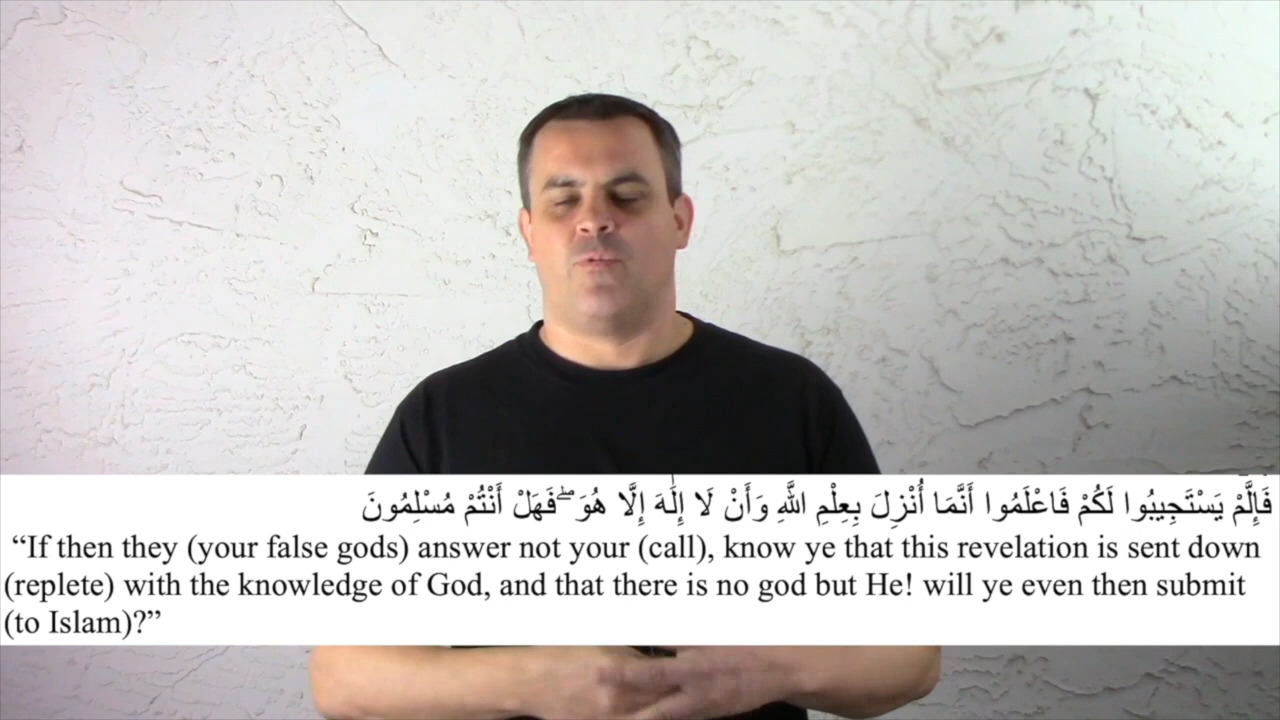 فَإِلَّمْ يَسْتَجِيبُوا لَكُمْ فَاعْلَمُوا أَنَّمَا أُنْزِلَ بِعِلْمِ اللَّهِ وَأَنْ لَا إِلَٰهَ إِلَّا هُوَ ۖ فَهَلْ أَنْتُمْ مُسْلِمُونَ
“If then they (your false gods) answer not your (call), know ye that this revelation is sent down
(replete) with the knowledge of God, and that there is no god but He! will ye even then submit
(to Islam)?”